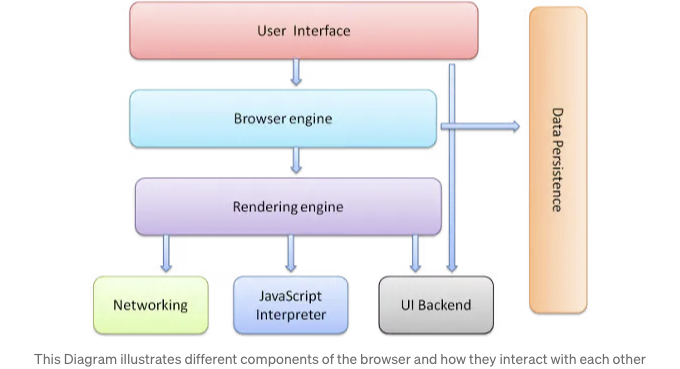 User Interface
Browser engine
Data Persistence
Rendering engine
Networking
JavaScript
Interpreter
UI Backend
This Diagram illustrates different components of the browser and how they interact with each other